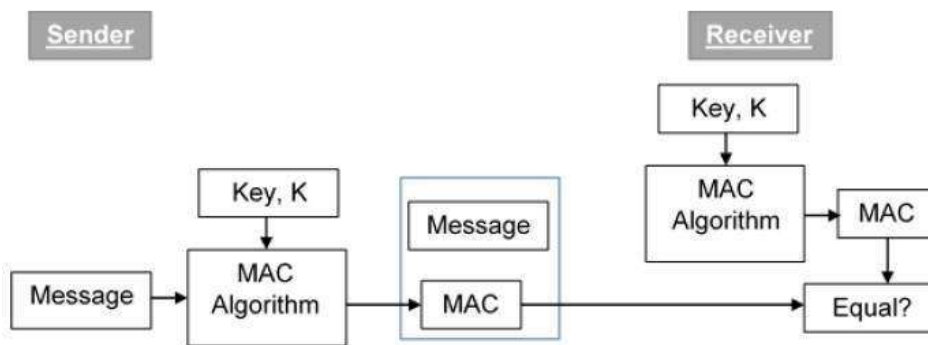 Sender
Receiver
Key, K
MAC
Algorithm
MAC
Key, K
Message
Message
MAC
Algorithm
MAC
Equal?